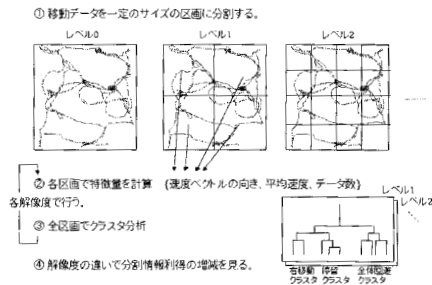 ① 移動データを一定のサイズの区画に分割する。
レベル0 レベル1 レベル2
② 各区画で特徴量を計算 {速度ベクトルの向き、平均速度、データ数}
各解像度で行う。
レベル1
レベル2
③ 全区画でクラスタ分析
④ 解像度の違いで分割情報利得の増減を見る。
右移動 停留 全体回遊
クラスタ クラスタ クラスタ